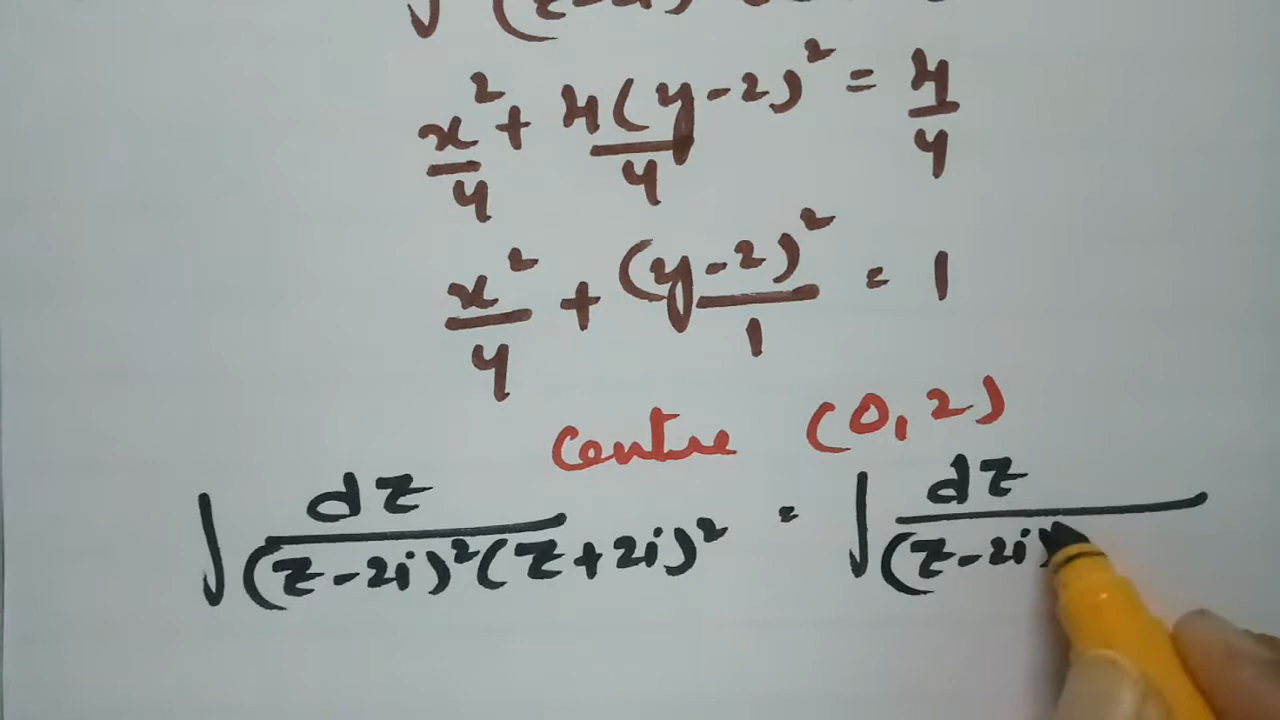 ∫ (z-2i)
x²/4 + 4(y-2)²/4 = 4/4
x²/4 + (y-2)²/1 = 1
centre (0,2)
∫ dz/(z-2i)²(z+2i)² = ∫ dz/(z-2i)